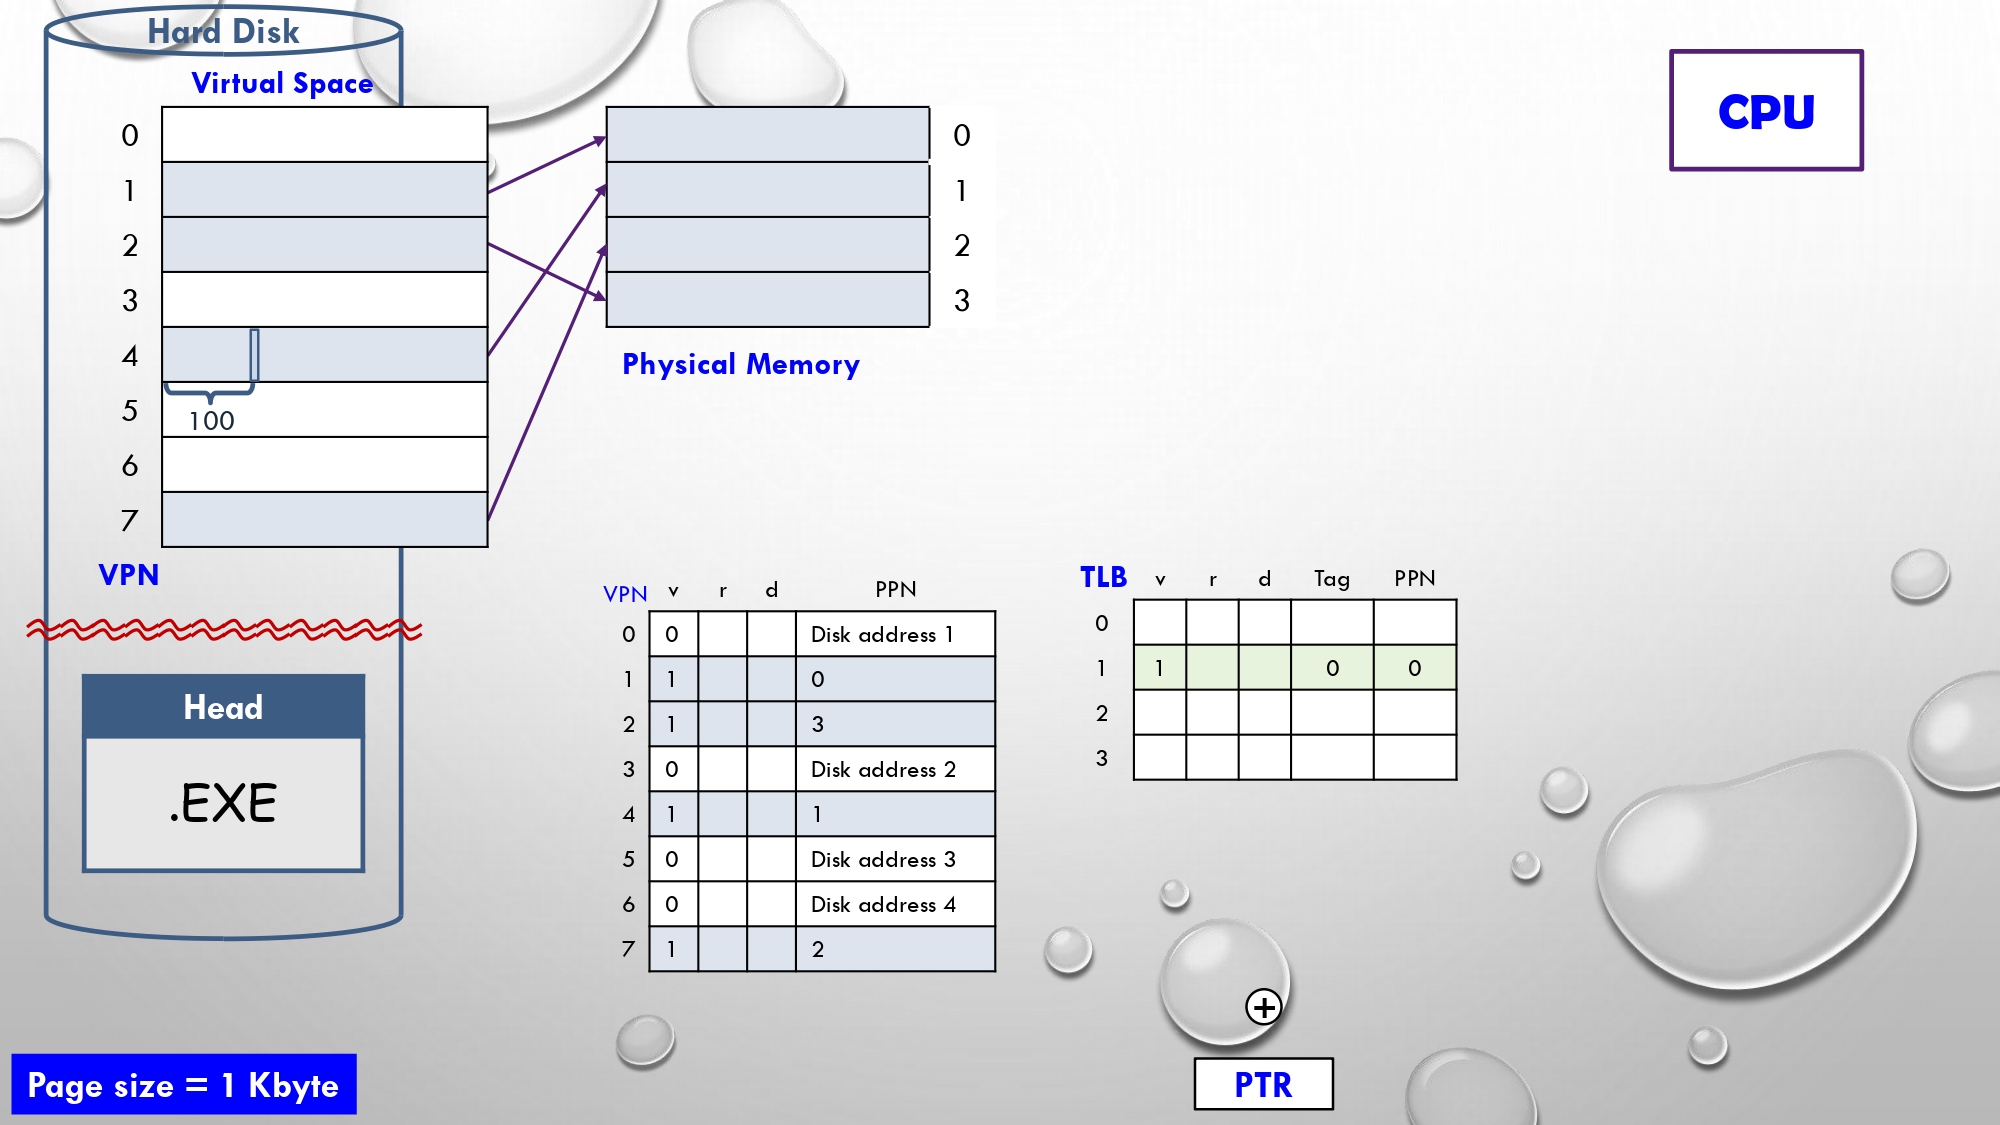 Hard Disk
Virtual Space
CPU
0
1
2
3
4
5
6
7
100
0
1
2
3
Physical Memory
VPN
VPN v r d PPN
0 0 Disk address 1
1 1 0
2 1 3
3 0 Disk address 2
4 1 1
5 0 Disk address 3
6 0 Disk address 4
7 1 2
TLB v r d Tag PPN
0
1 1 0 0
2
3
Head
.EXE
+
PTR
Page size = 1 Kbyte